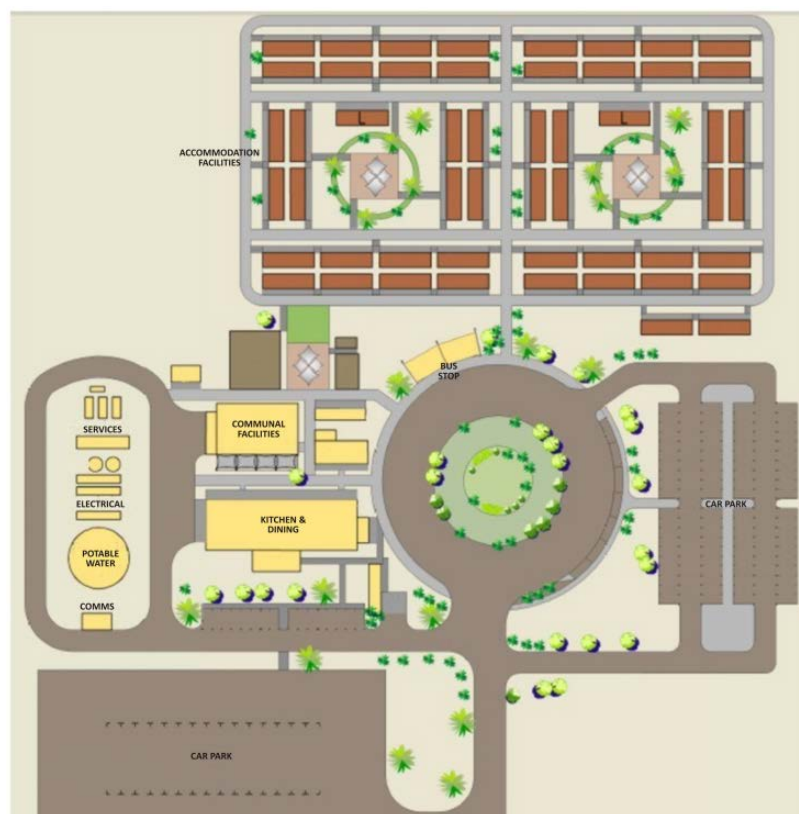 L
L
ACCOMMODATION
FACILITIES
BUS
STOP
COMMUNAL
FACILITIES
SERVICES
ELECTRICAL
KITCHEN &
DINING
CAR PARK
POTABLE
WATER
COMMS
CAR PARK